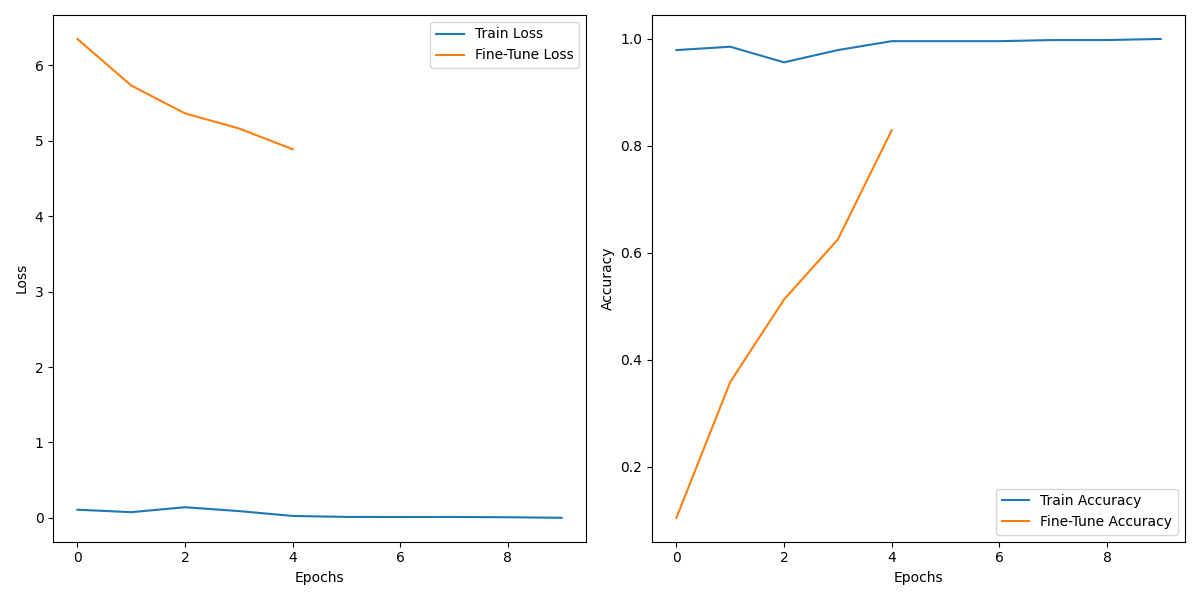 Train Loss
Fine-Tune Loss
6
5
4
3
2
1
0
Loss
0 2 4 6 8
Epochs
1.0
0.8
0.6
0.4
0.2
Accuracy
Train Accuracy
Fine-Tune Accuracy
0 2 4 6 8
Epochs